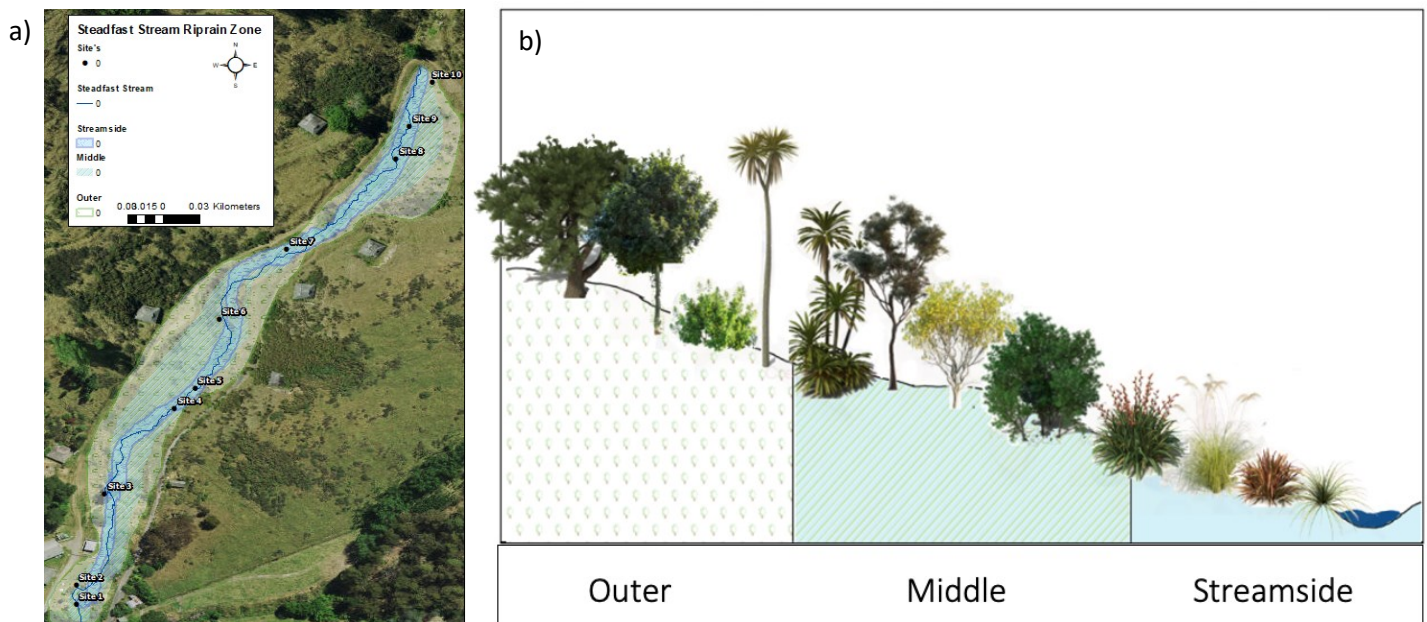 a)
Steadfast Stream Riprain Zone
Site's
0
Steadfast Stream
0
Streamside
0
Middle
0
Outer
0
N
W E
S
0.03 Kilometers
Site 10
Site 9
Site 8
Site 7
Site 6
Site 5
Site 4
Site 3
Site 2
Site 1
b)
Outer
Middle
Streamside